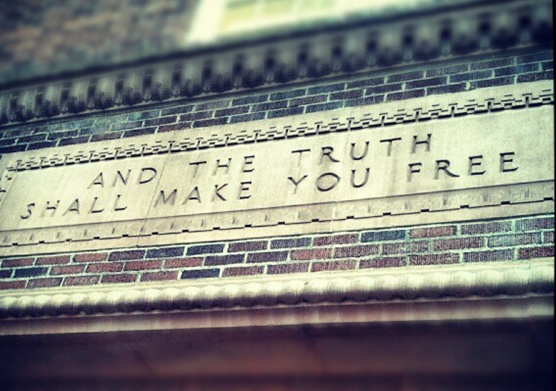 AND THE TRUTH
SHALL MAKE YOU FREE